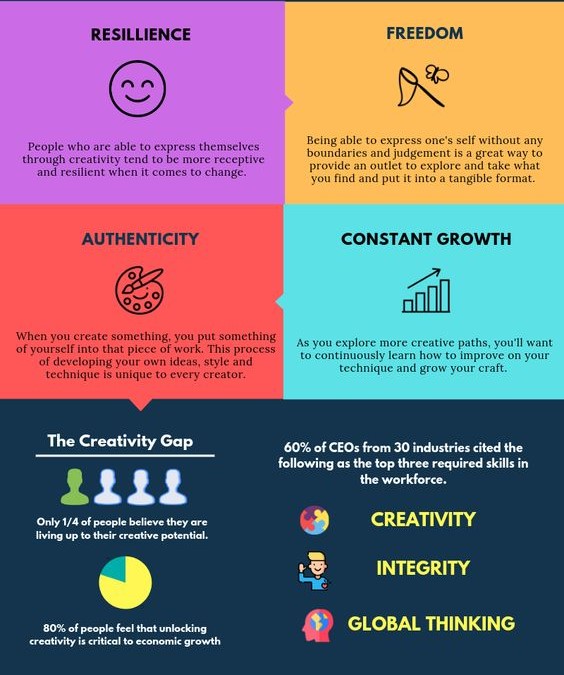 RESILLIENCE
People who are able to express themselves
through creativity tend to be more receptive
and resilient when it comes to change.
FREEDOM
Being able to express one's self without any
boundaries and judgement is a great way to
provide an outlet to explore and take what
you find and put it into a tangible format.
AUTHENTICITY
When you create something, you put something
of yourself into that piece of work. This process
of developing your own ideas, style and
technique is unique to every creator.
CONSTANT GROWTH
As you explore more creative paths, you'll want
to continuously learn how to improve on your
technique and grow your craft.
The Creativity Gap
Only 1/4 of people believe they are
living up to their creative potential.
80% of people feel that unlocking
creativity is critical to economic growth
60% of CEOs from 30 industries cited the
following as the top three required skills in
the workforce.
CREATIVITY
INTEGRITY
GLOBAL THINKING